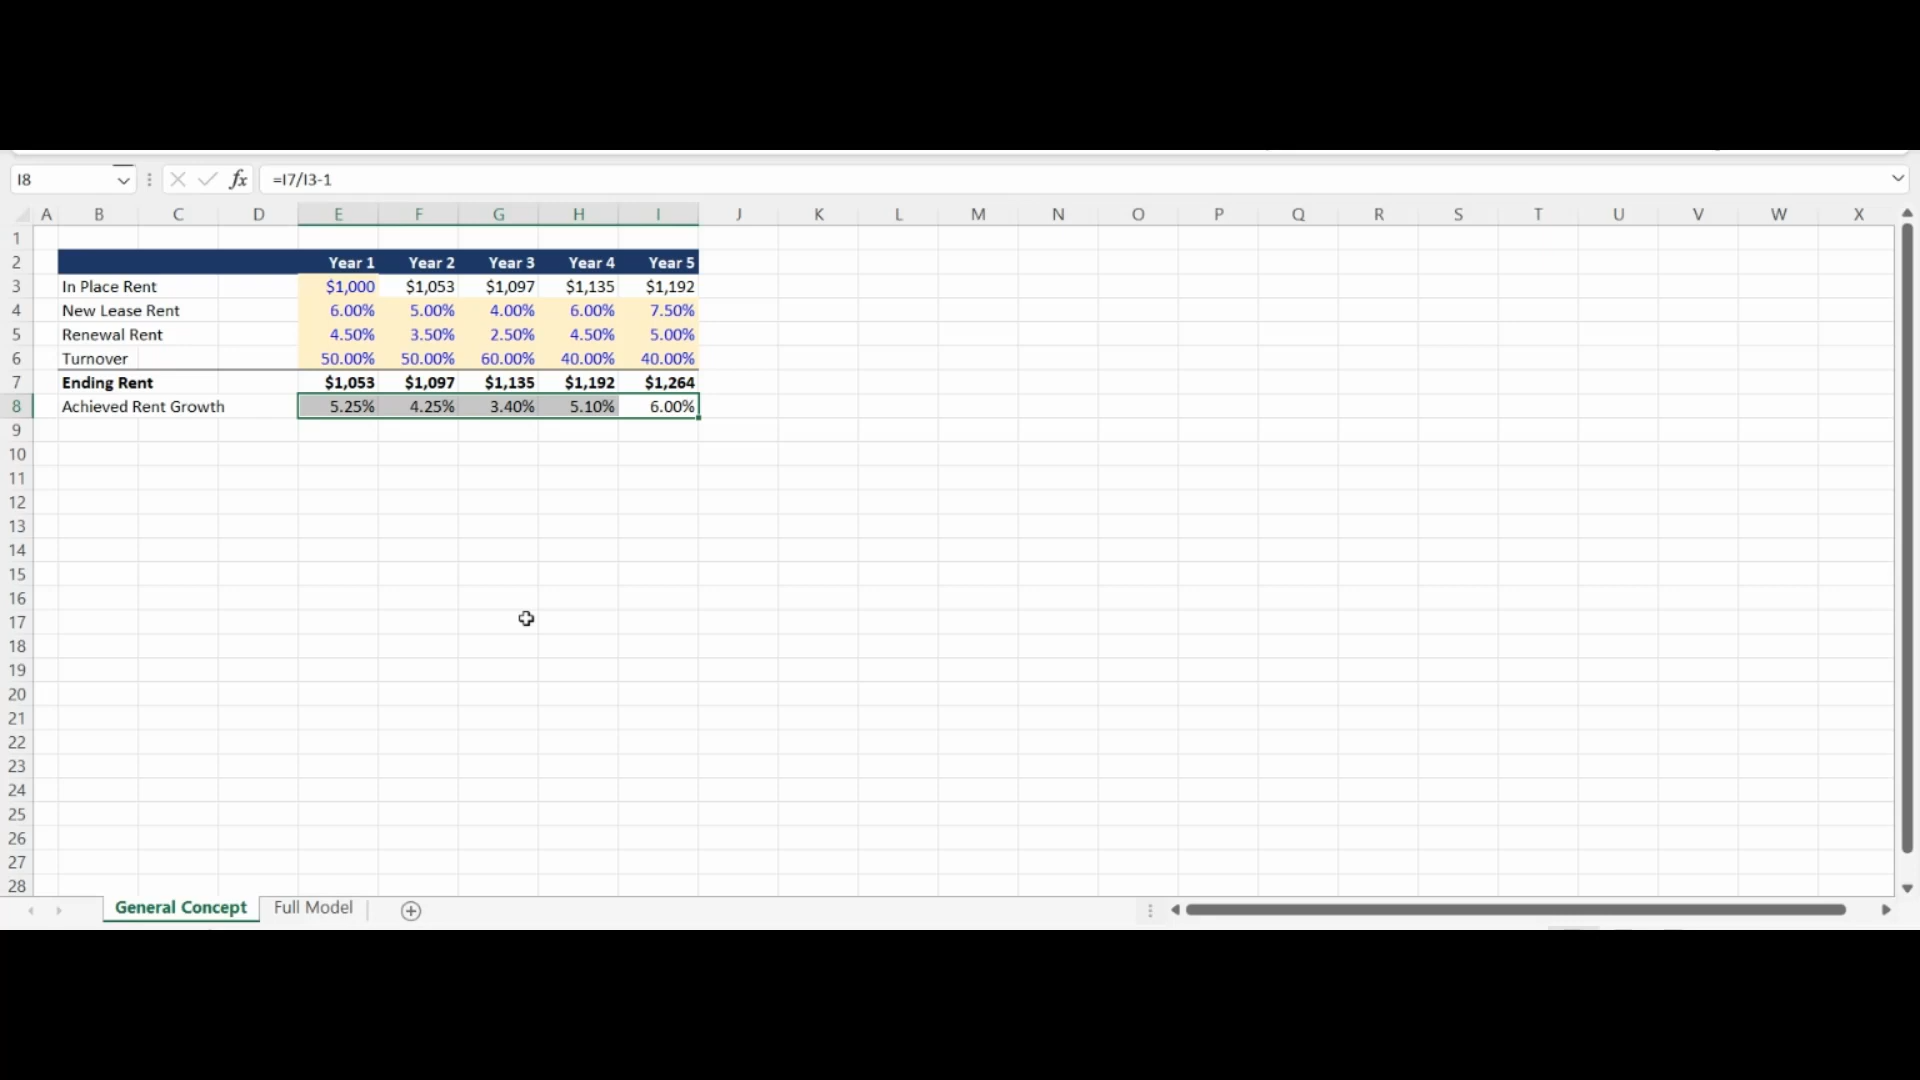 I8 fx =I7/I3-1
A B C D E F G H I J K L M N O P Q R S T U V W X
1
2 Year 1 Year 2 Year 3 Year 4 Year 5
3 In Place Rent $1,000 $1,053 $1,097 $1,135 $1,192
4 New Lease Rent 6.00% 5.00% 4.00% 6.00% 7.50%
5 Renewal Rent 4.50% 3.50% 2.50% 4.50% 5.00%
6 Turnover 50.00% 50.00% 60.00% 40.00% 40.00%
7 Ending Rent $1,053 $1,097 $1,135 $1,192 $1,264
8 Achieved Rent Growth 5.25% 4.25% 3.40% 5.10% 6.00%
9
10
11
12
13
14
15
16
17
18
19
20
21
22
23
24
25
26
27
28
General Concept Full Model